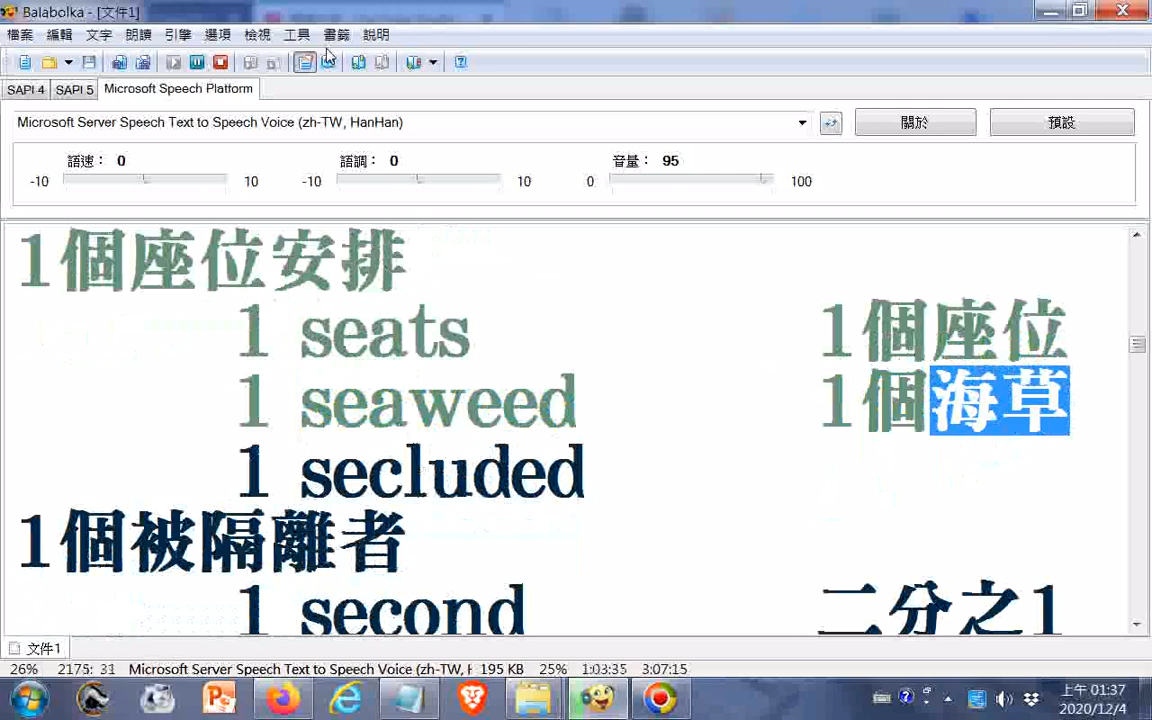 Balabolka - [文件1]
檔案 編輯 文字 朗讀 引擎 選項 檢視 工具 書籤 說明
SAPI 4 SAPI 5 Microsoft Speech Platform
Microsoft Server Speech Text to Speech Voice (zh-TW, HanHan) 關於 預設
語速： 0 語調： 0 音量： 95
-10 10 -10 10 0 100
1個座位安排
1 seats 1個座位
1 seaweed 1個海草
1 secluded
1個被隔離者
1 second 二分之1
文件1
26% 2175: 31 Microsoft Server Speech Text to Speech Voice (zh-TW, H 195 KB 25% 1:03:35 3:07:15
上午 01:37
2020/12/4